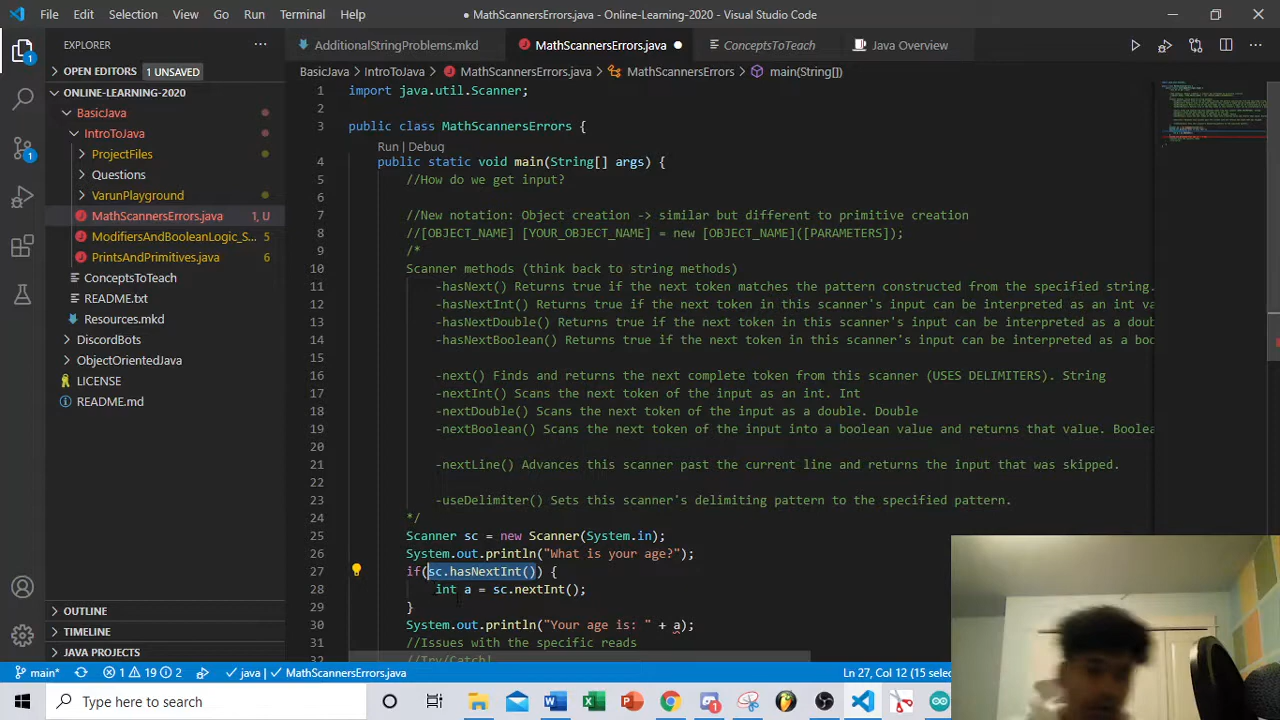 File Edit Selection View Go Run Terminal Help
MathScannersErrors.java - Online-Learning-2020 - Visual Studio Code
EXPLORER
AdditionalStringProblems.mkd MathScannersErrors.java ConceptsToTeach Java Overview
OPEN EDITORS 1 UNSAVED
BasicJava > IntroToJava > MathScannersErrors.java > MathScannersErrors > main(String[])
ONLINE-LEARNING-2020
BasicJava
IntroToJava
ProjectFiles
Questions
VarunPlayground
MathScannersErrors.java 1, U
ModifiersAndBooleanLogic_S... 5
PrintsAndPrimitives.java 6
ConceptsToTeach
README.txt
Resources.mkd
DiscordBots
ObjectOrientedJava
LICENSE
README.md
OUTLINE
TIMELINE
JAVA PROJECTS
1 import java.util.Scanner;
2
3 public class MathScannersErrors {
Run | Debug
4 public static void main(String[] args) {
5 //How do we get input?
6
7 //New notation: Object creation -> similar but different to primitive creation
8 //[OBJECT_NAME] [YOUR_OBJECT_NAME] = new [OBJECT_NAME]([PARAMETERS]);
9 /*
10 Scanner methods (think back to string methods)
11 -hasNext() Returns true if the next token matches the pattern constructed from the specified string.
12 -hasNextInt() Returns true if the next token in this scanner's input can be interpreted as an int va
13 -hasNextDouble() Returns true if the next token in this scanner's input can be interpreted as a doub
14 -hasNextBoolean() Returns true if the next token in this scanner's input can be interpreted as a boo
15
16 -next() Finds and returns the next complete token from this scanner (USES DELIMITERS). String
17 -nextInt() Scans the next token of the input as an int. Int
18 -nextDouble() Scans the next token of the input as a double. Double
19 -nextBoolean() Scans the next token of the input into a boolean value and returns that value. Boolea
20
21 -nextLine() Advances this scanner past the current line and returns the input that was skipped.
22
23 -useDelimiter() Sets this scanner's delimiting pattern to the specified pattern.
24 */
25 Scanner sc = new Scanner(System.in);
26 System.out.println("What is your age?");
27 if(sc.hasNextInt()) {
28 int a = sc.nextInt();
29 }
30 System.out.println("Your age is: " + a);
31 //Issues with the specific reads
32 //Try/Catch!
main* 1 19 2 java MathScannersErrors.java Ln 27, Col 12 (15 selec
Type here to search